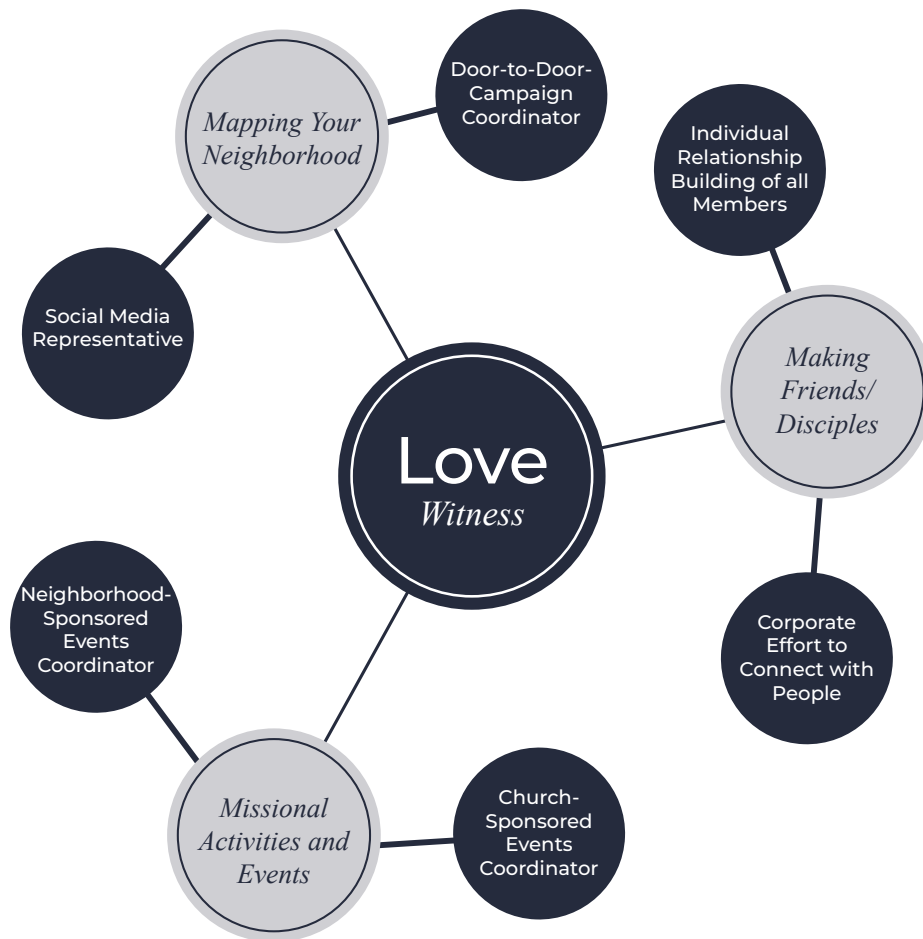 Door-to-Door-
Campaign
Coordinator
Mapping Your
Neighborhood
Individual
Relationship
Building of all
Members
Social Media
Representative
Making
Friends/
Disciples
Love
Witness
Neighborhood-
Sponsored
Events
Coordinator
Corporate
Effort to
Connect with
People
Missional
Activities and
Events
Church-
Sponsored
Events
Coordinator